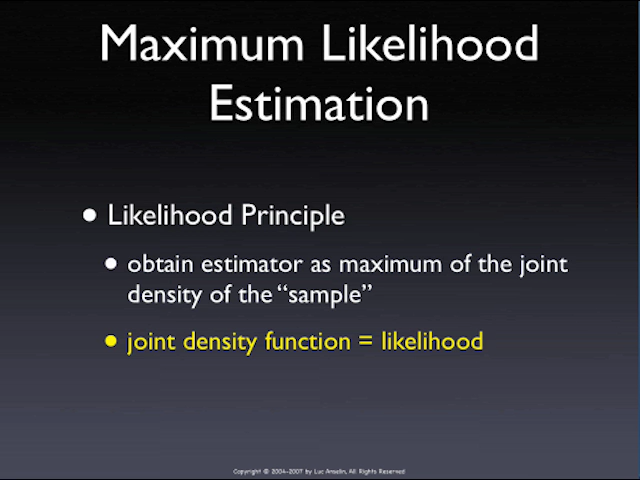 Maximum Likelihood
Estimation
• Likelihood Principle
• obtain estimator as maximum of the joint
density of the “sample”
• joint density function = likelihood
Copyright © 2004-2007 by Luc Anselin, All Rights Reserved